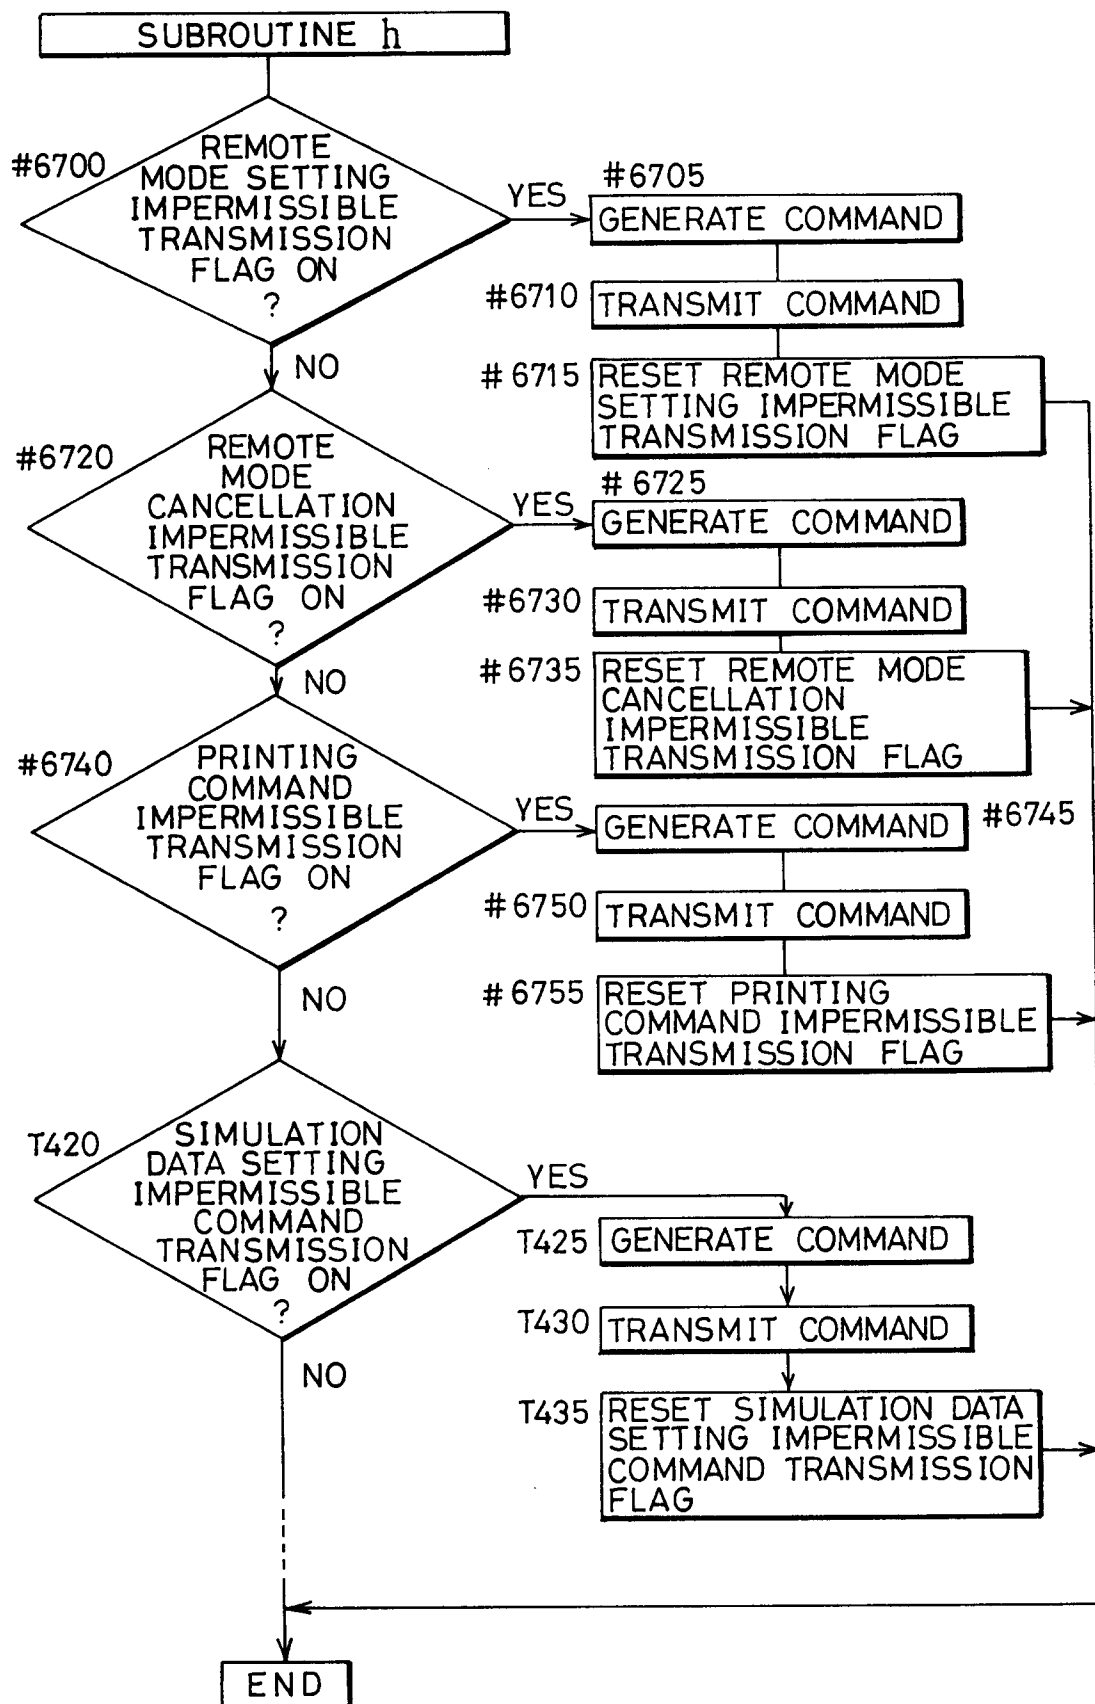 SUBROUTINE h
#6700
REMOTE
MODE SETTING
IMPERMISSIBLE
TRANSMISSION
FLAG ON
?
YES
#6705
GENERATE COMMAND
#6710
TRANSMIT COMMAND
#6715
RESET REMOTE MODE
SETTING IMPERMISSIBLE
TRANSMISSION FLAG
NO
#6720
REMOTE
MODE
CANCELLATION
IMPERMISSIBLE
TRANSMISSION
FLAG ON
?
YES
#6725
GENERATE COMMAND
#6730
TRANSMIT COMMAND
#6735
RESET REMOTE MODE
CANCELLATION
IMPERMISSIBLE
TRANSMISSION FLAG
NO
#6740
PRINTING
COMMAND
IMPERMISSIBLE
TRANSMISSION
FLAG ON
?
YES
GENERATE COMMAND
#6745
#6750
TRANSMIT COMMAND
#6755
RESET PRINTING
COMMAND IMPERMISSIBLE
TRANSMISSION FLAG
NO
T420
SIMULATION
DATA SETTING
IMPERMISSIBLE
COMMAND
TRANSMISSION
FLAG ON
?
YES
T425
GENERATE COMMAND
T430
TRANSMIT COMMAND
T435
RESET SIMULATION DATA
SETTING IMPERMISSIBLE
COMMAND TRANSMISSION
FLAG
NO
END